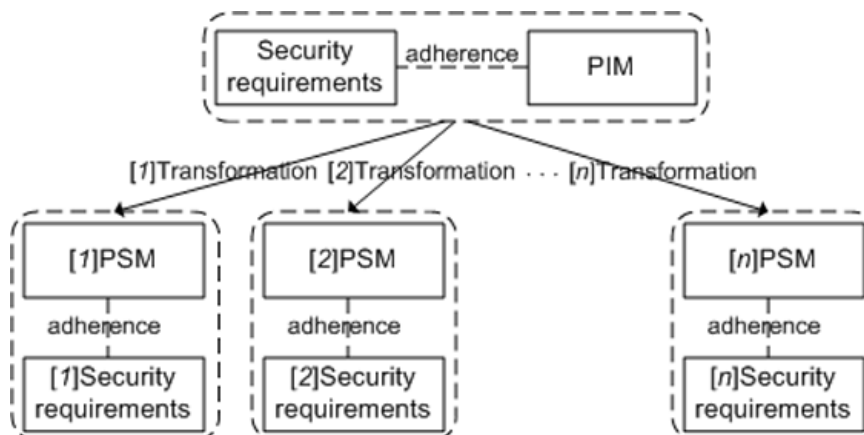 Security
requirements
adherence
PIM
[1]Transformation [2]Transformation . . . [n]Transformation
[1]PSM
[2]PSM
[n]PSM
adherence
adherence
adherence
[1]Security
requirements
[2]Security
requirements
[n]Security
requirements